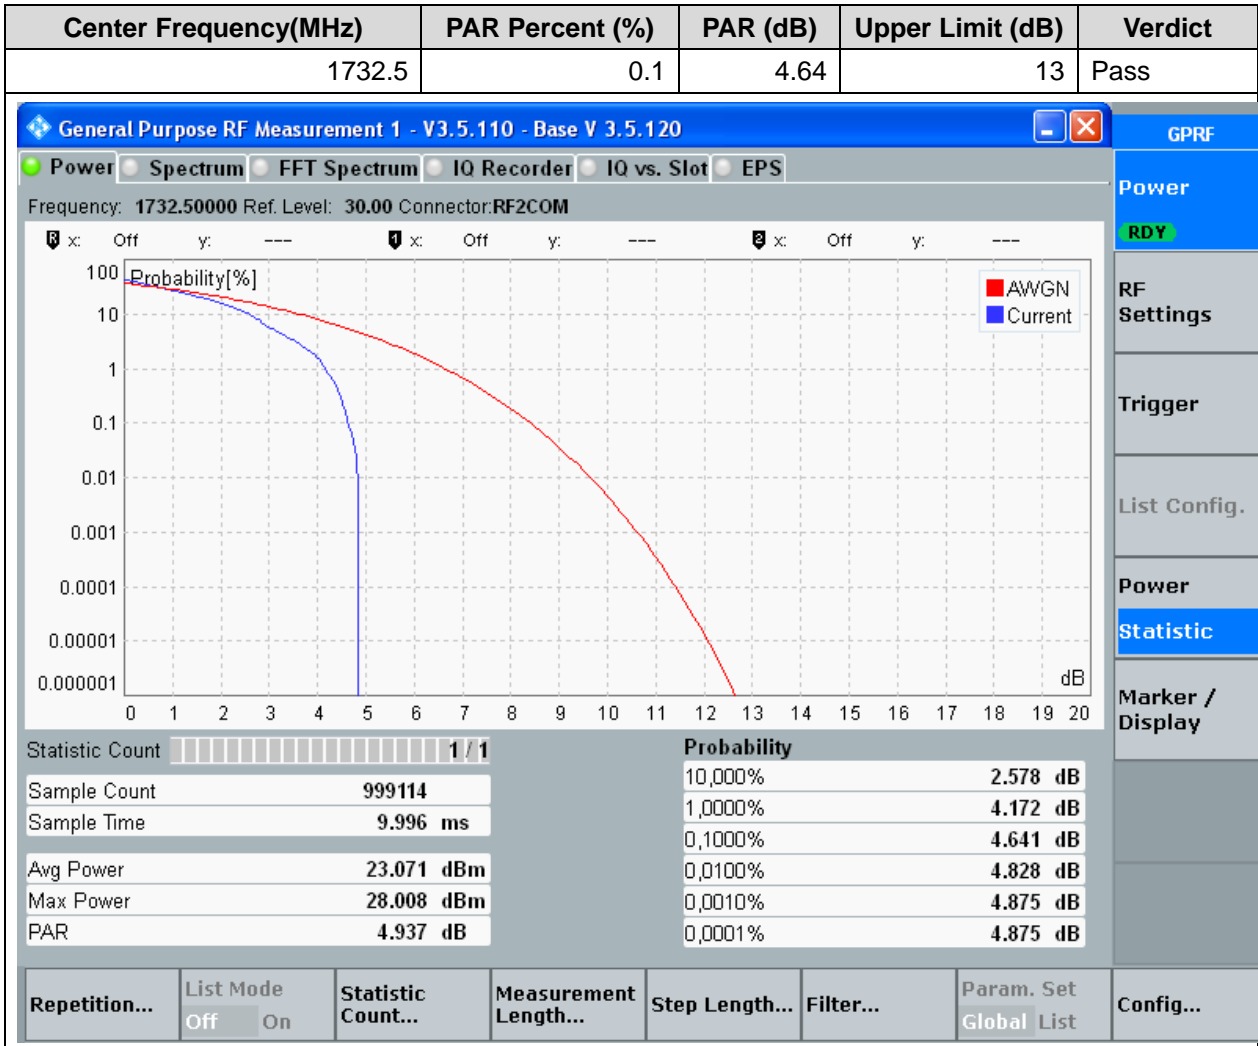 Center Frequency(MHz) PAR Percent (%) PAR (dB) Upper Limit (dB) Verdict
1732.5 0.1 4.64 13 Pass
General Purpose RF Measurement 1 - V3.5.110 - Base V 3.5.120
GPRF
Power Spectrum FFT Spectrum IQ Recorder IQ vs. Slot EPS
Frequency: 1732.50000 Ref. Level: 30.00 Connector:RF2COM
R x: Off y: --- 1 x: Off y: --- 2 x: Off y: ---
Probability[%]
100
10
1
0.1
0.01
0.001
0.0001
0.00001
0.000001
AWGN
Current
dB
0 1 2 3 4 5 6 7 8 9 10 11 12 13 14 15 16 17 18 19 20
Statistic Count 1 / 1
Sample Count 999114
Sample Time 9.996 ms
Avg Power 23.071 dBm
Max Power 28.008 dBm
PAR 4.937 dB
Probability
10,000% 2.578 dB
1,0000% 4.172 dB
0,1000% 4.641 dB
0,0100% 4.828 dB
0,0010% 4.875 dB
0,0001% 4.875 dB
Power
RDY
RF
Settings
Trigger
List Config.
Power
Statistic
Marker /
Display
Repetition...
List Mode
Off On
Statistic
Count...
Measurement
Length...
Step Length...
Filter...
Param. Set
Global List
Config...